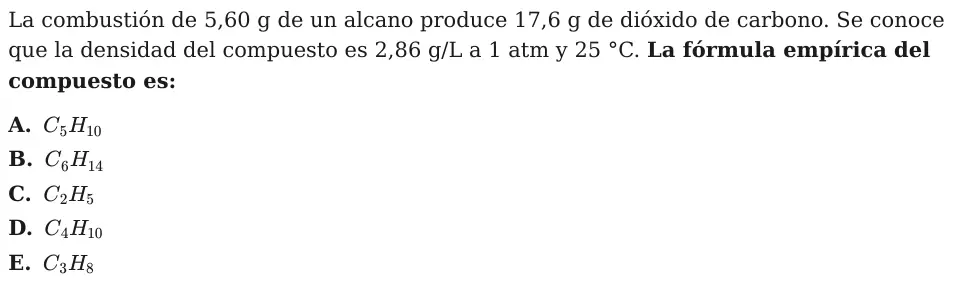 La combustión de 5,60 g de un alcano produce 17,6 g de dióxido de carbono. Se conoce
que la densidad del compuesto es 2,86 g/L a 1 atm y 25 °C. La fórmula empírica del
compuesto es:
A. C₅H₁₀
B. C₆H₁₄
C. C₂H₅
D. C₄H₁₀
E. C₃H₈